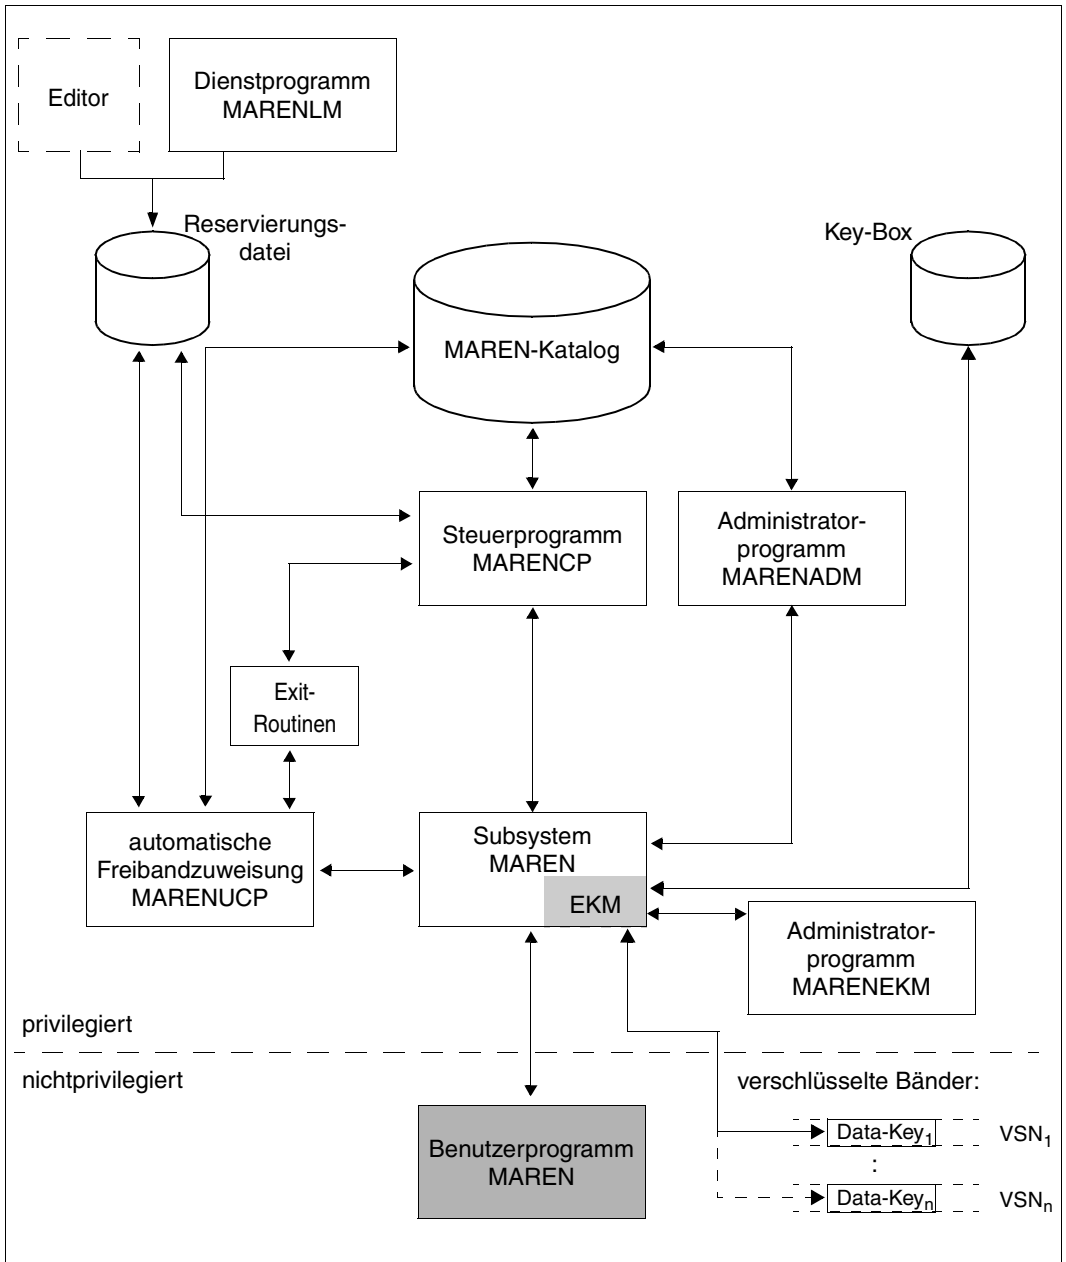 Editor
Dienstprogramm
MARENLM
Reservierungs-
datei
Key-Box
MAREN-Katalog
Steuerprogramm
MARENCP
Administrator-
programm
MARENADM
Exit-
Routinen
automatische
Freibandzuweisung
MARENUCP
Subsystem
MAREN
EKM
Administrator-
programm
MARENEKM
privilegiert
nichtprivilegiert
verschlüsselte Bänder:
Benutzerprogramm
MAREN
Data-Key1 VSN1
:
Data-Keyn VSNn